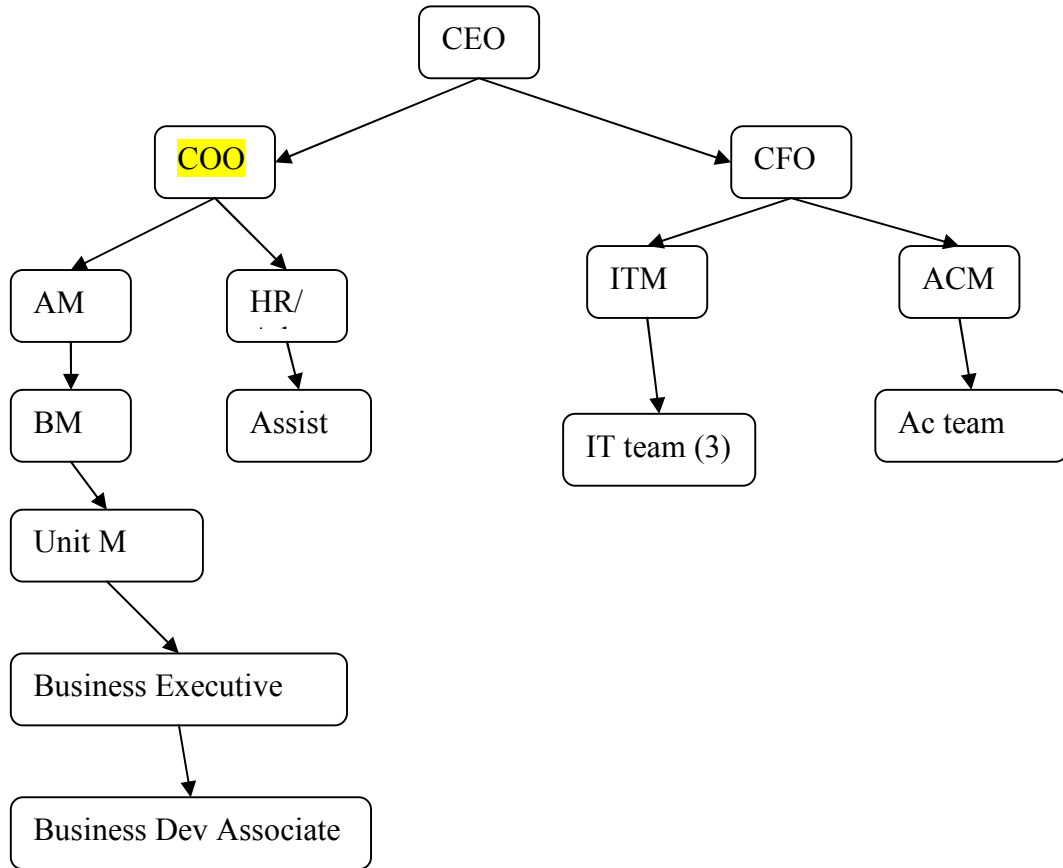 CEO
COO
CFO
AM
HR/
ITM
ACM
BM
Assist
IT team (3)
Ac team
Unit M
Business Executive
Business Dev Associate